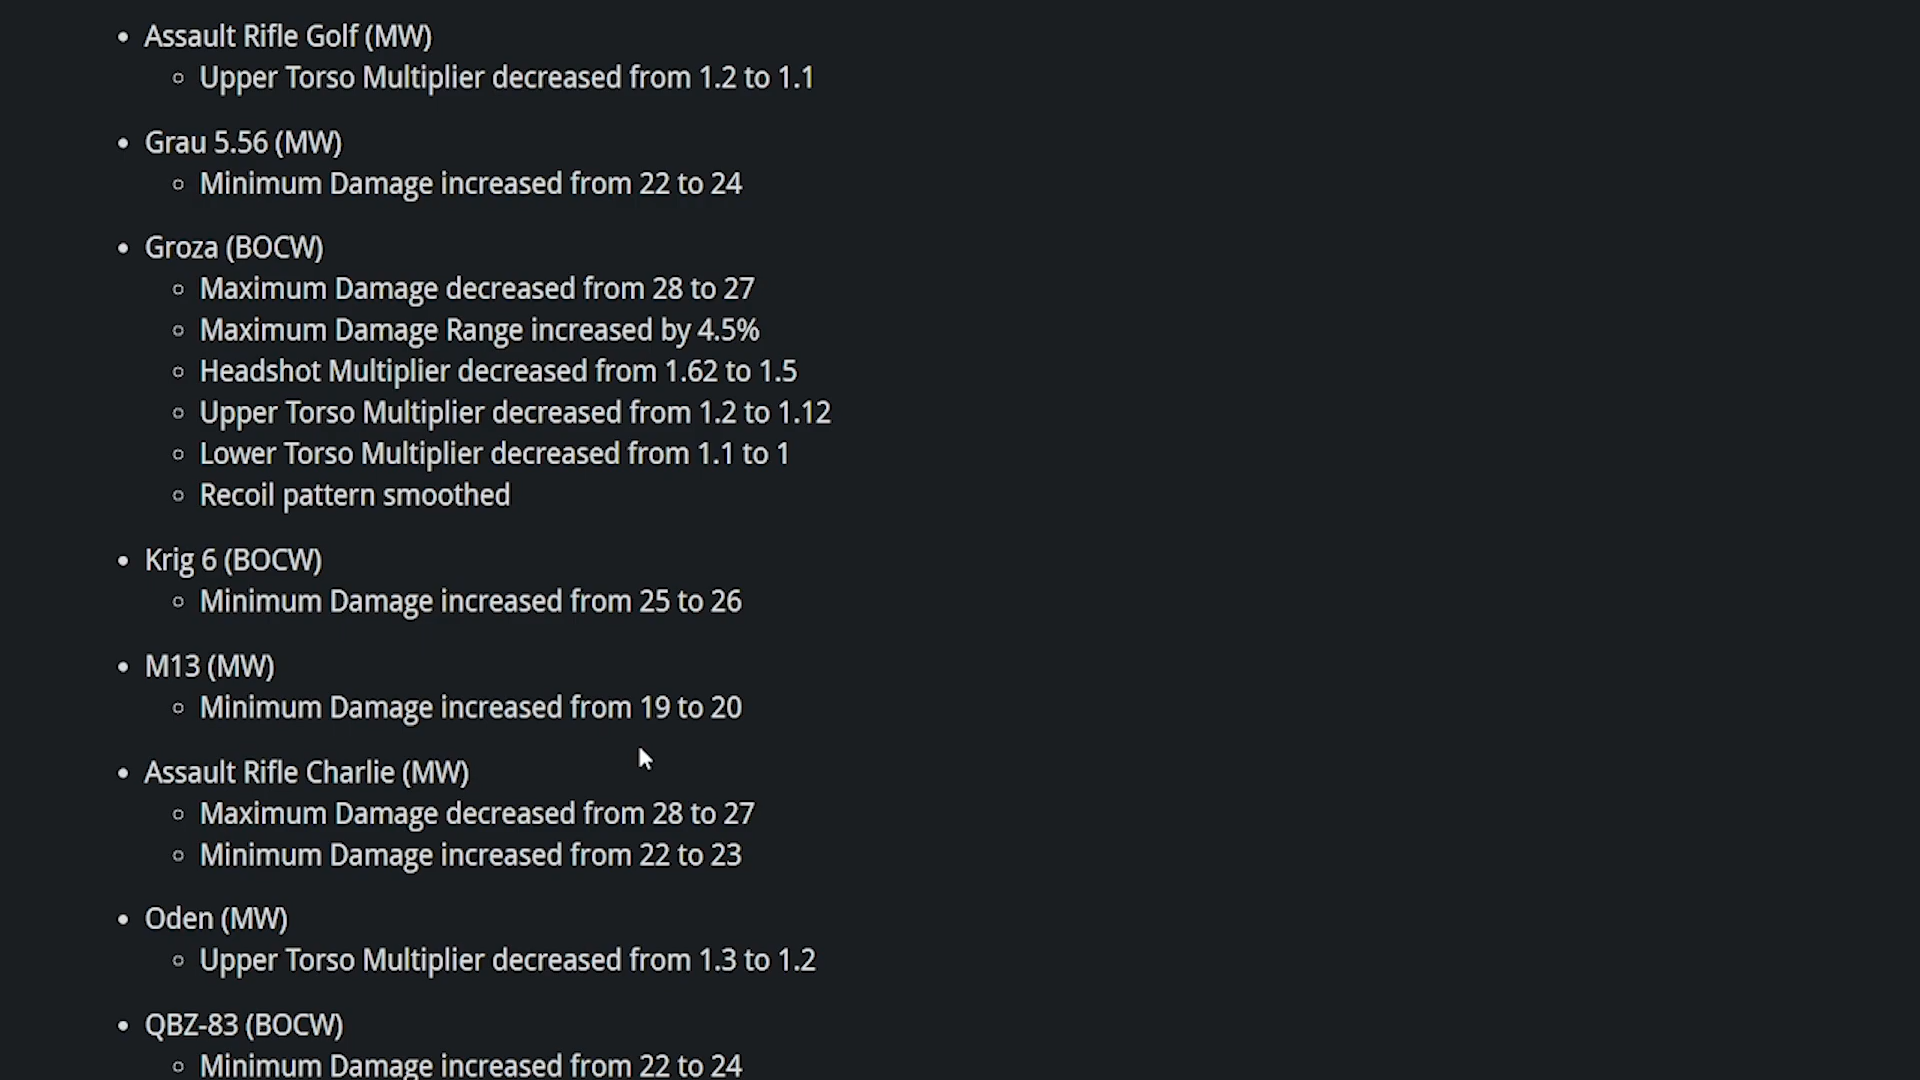 Assault Rifle Golf (MW)
Upper Torso Multiplier decreased from 1.2 to 1.1
Grau 5.56 (MW)
Minimum Damage increased from 22 to 24
Groza (BOCW)
Maximum Damage decreased from 28 to 27
Maximum Damage Range increased by 4.5%
Headshot Multiplier decreased from 1.62 to 1.5
Upper Torso Multiplier decreased from 1.2 to 1.12
Lower Torso Multiplier decreased from 1.1 to 1
Recoil pattern smoothed
Krig 6 (BOCW)
Minimum Damage increased from 25 to 26
M13 (MW)
Minimum Damage increased from 19 to 20
Assault Rifle Charlie (MW)
Maximum Damage decreased from 28 to 27
Minimum Damage increased from 22 to 23
Oden (MW)
Upper Torso Multiplier decreased from 1.3 to 1.2
QBZ-83 (BOCW)
Minimum Damage increased from 22 to 24